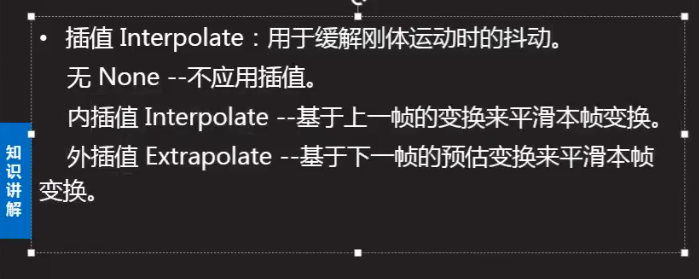 • 插值 Interpolate：用于缓解刚体运动时的抖动。
无 None --不应用插值。
内插值 Interpolate --基于上一帧的变换来平滑本帧变换。
外插值 Extrapolate --基于下一帧的预估变换来平滑本帧
变换。
知识讲解